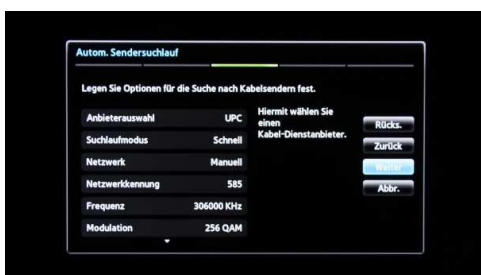 Autom. Sendersuchlauf
Legen Sie Optionen für die Suche nach Kabelsendern fest.
Anbieterauswahl UPC
Suchlaufmodus Schnell
Netzwerk Manuell
Netzwerkkennung 585
Frequenz 306000 KHz
Modulation 256 QAM
Hiermit wählen Sie
einen
Kabel-Dienstanbieter.
Rücks.
Zurück
Weiter
Abbr.